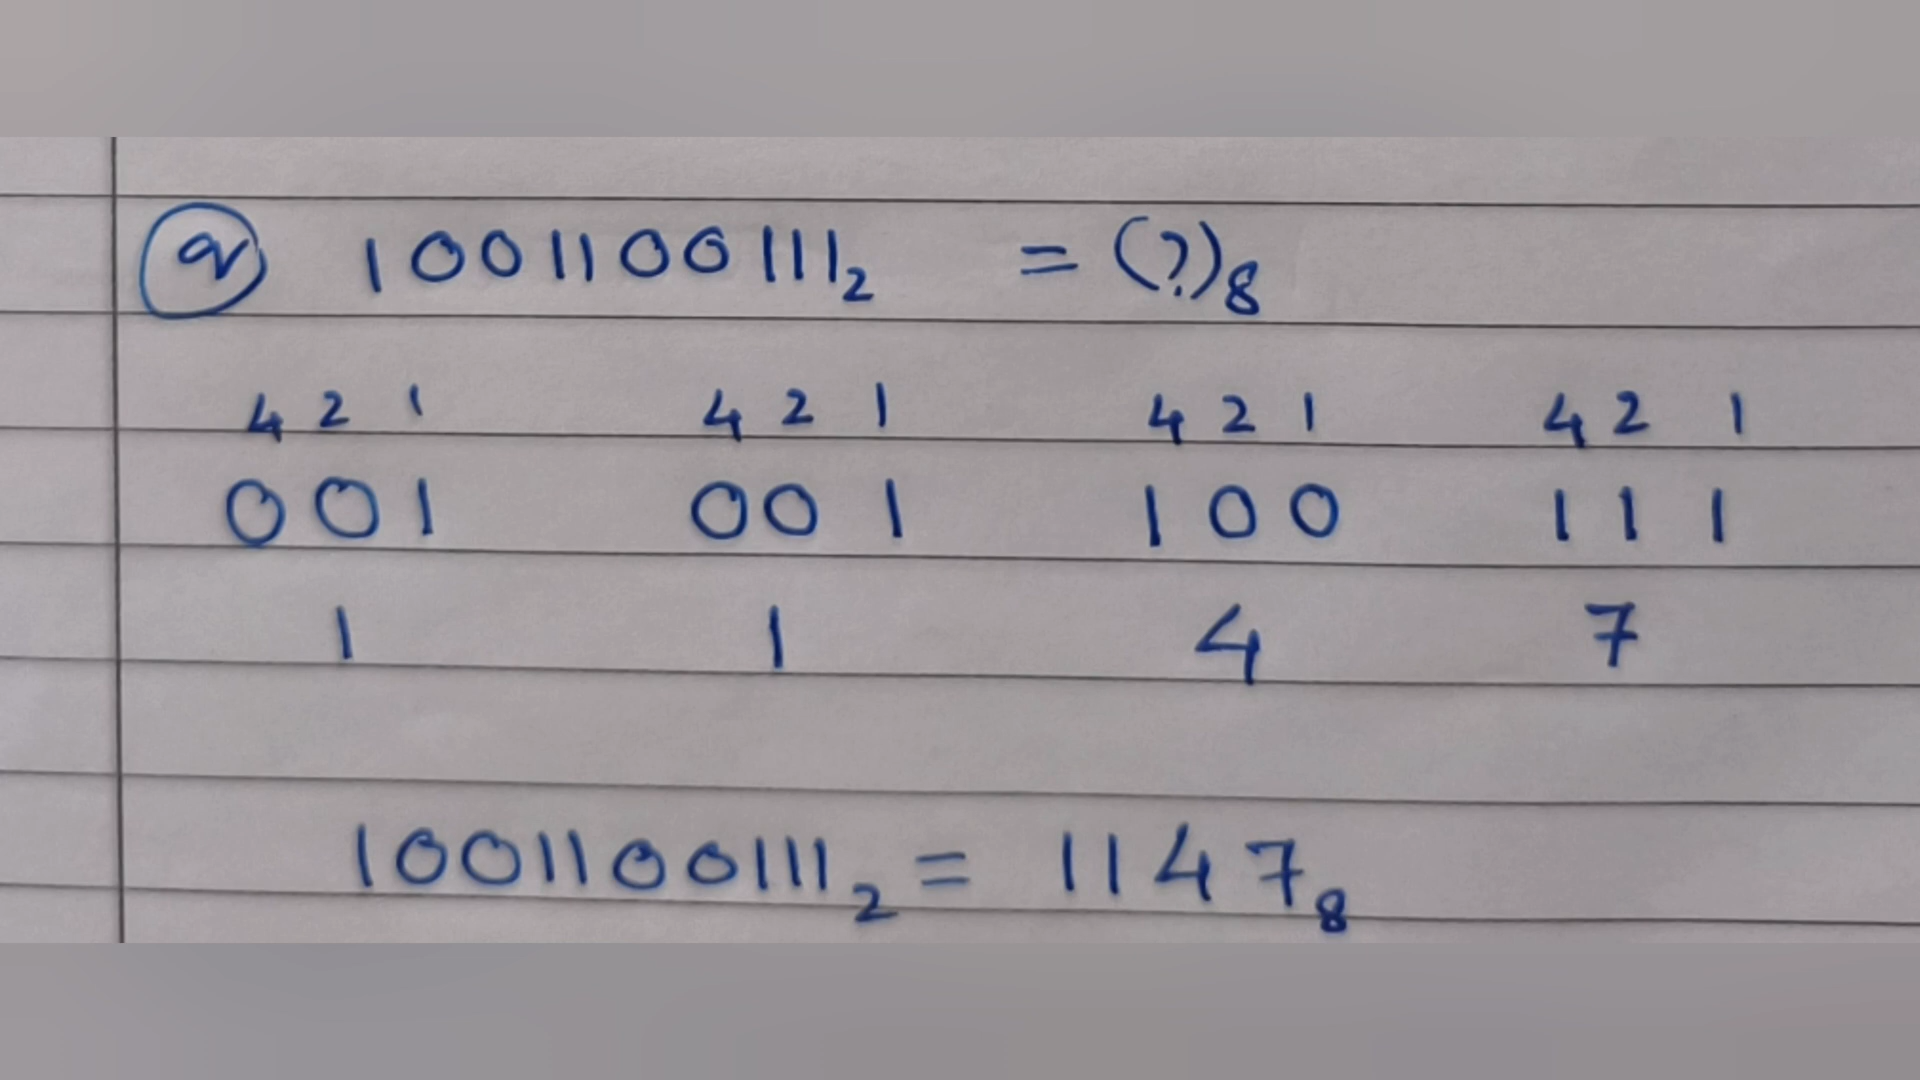 Q 1001100111₂ = (?)₈
4 2 1 4 2 1 4 2 1 4 2 1
0 0 1 0 0 1 1 0 0 1 1 1
1 1 4 7
1001100111₂ = 1147₈